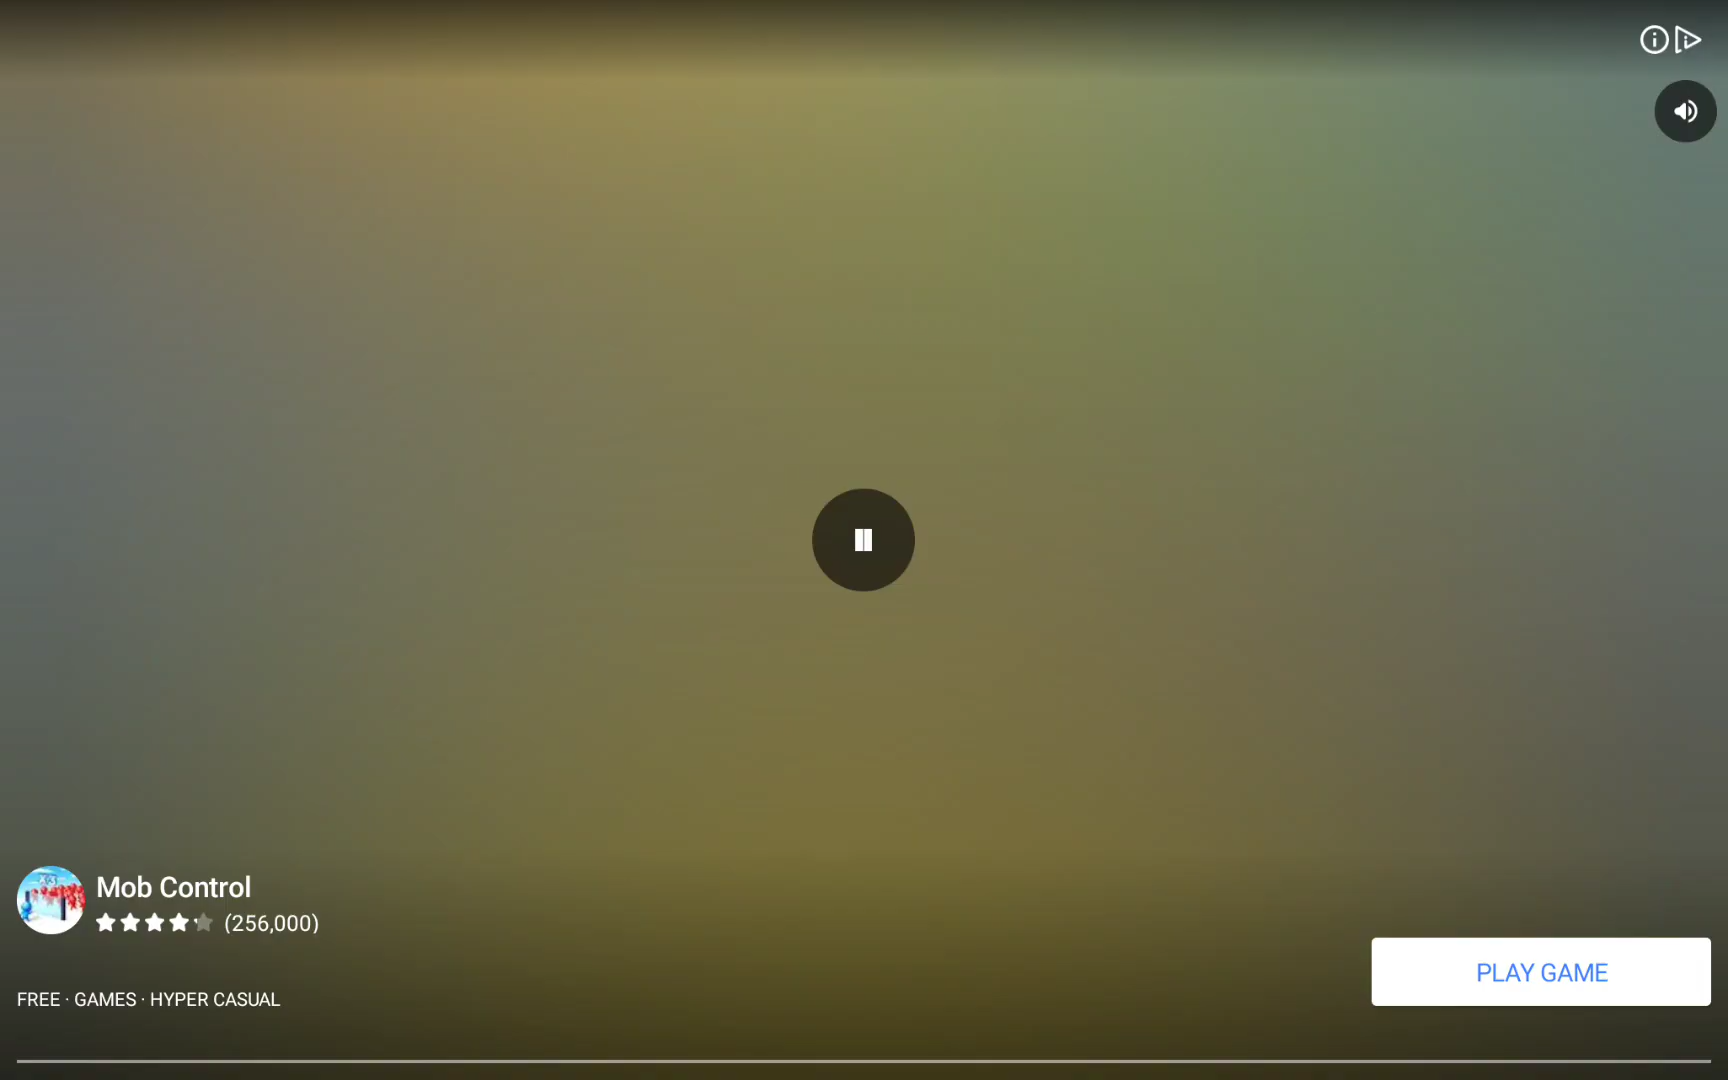 Mob Control
(256,000)
FREE · GAMES · HYPER CASUAL
PLAY GAME